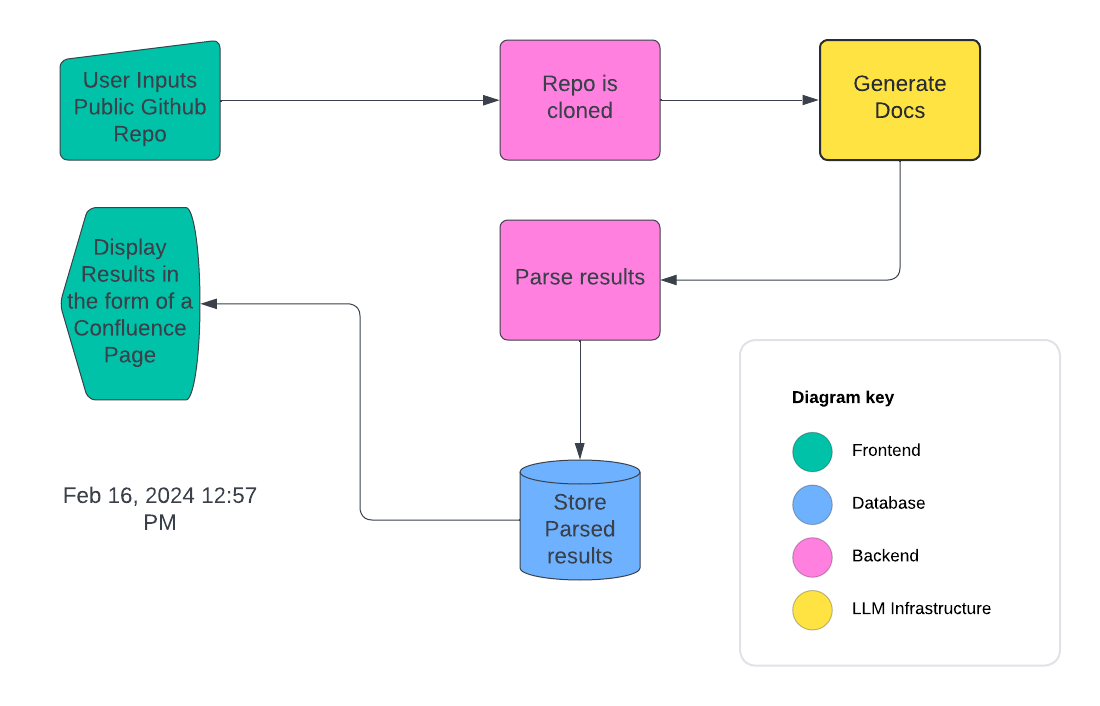 User Inputs
Public Github
Repo
Repo is
cloned
Generate
Docs
Display
Results in
the form of a
Confluence
Page
Parse results
Diagram key
Frontend
Database
Backend
LLM Infrastructure
Feb 16, 2024 12:57
PM
Store
Parsed
results